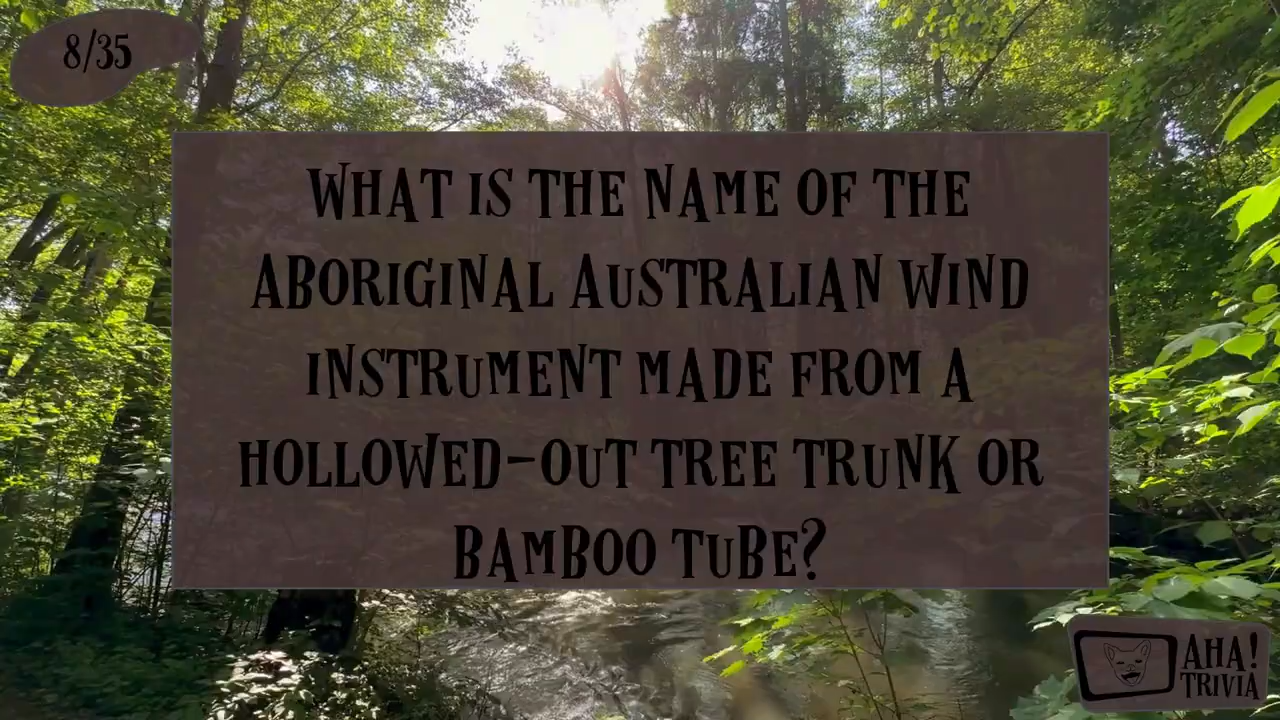 8/35
WHAT IS THE NAME OF THE
ABORIGINAL AUSTRALIAN WIND
INSTRUMENT MADE FROM A
HOLLOWED-OUT TREE TRUNK OR
BAMBOO TUBE?
AHA!
TRIVIA